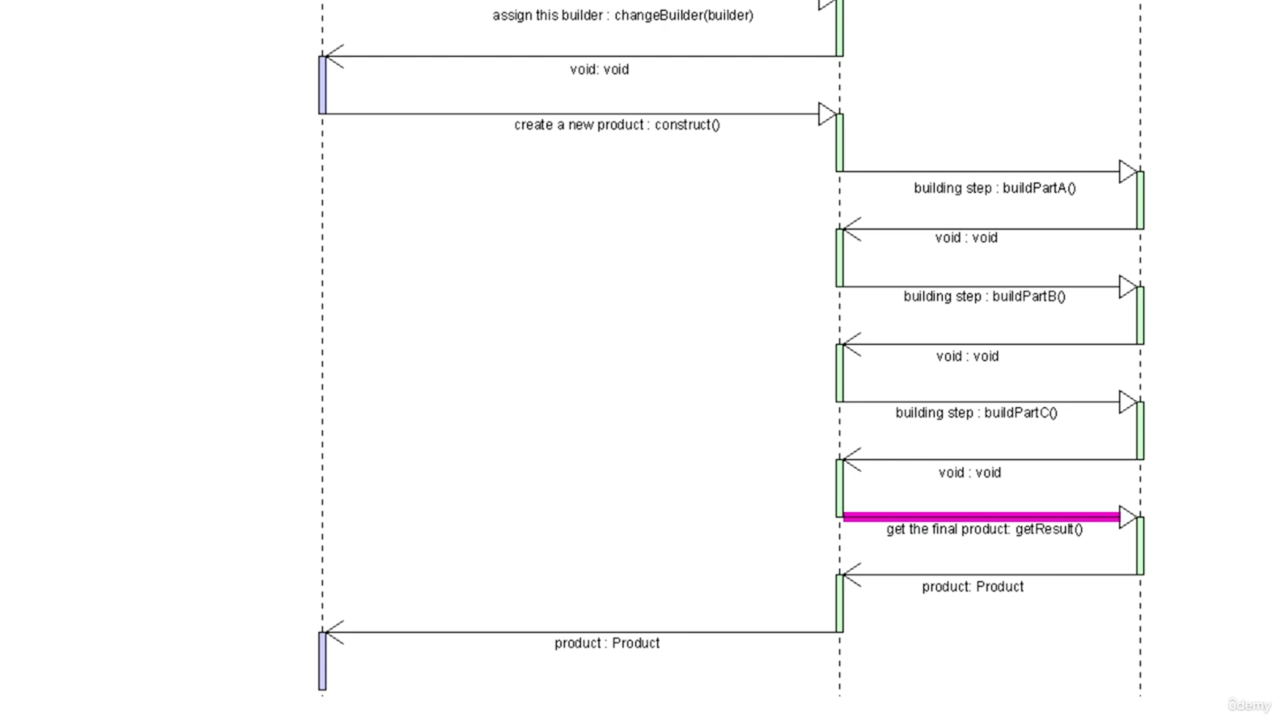 assign this builder : changeBuilder(builder)
void: void
create a new product : construct()
building step : buildPartA()
void : void
building step : buildPartB()
void : void
building step : buildPartC()
void : void
get the final product: getResult()
product: Product
product : Product
ûdemy